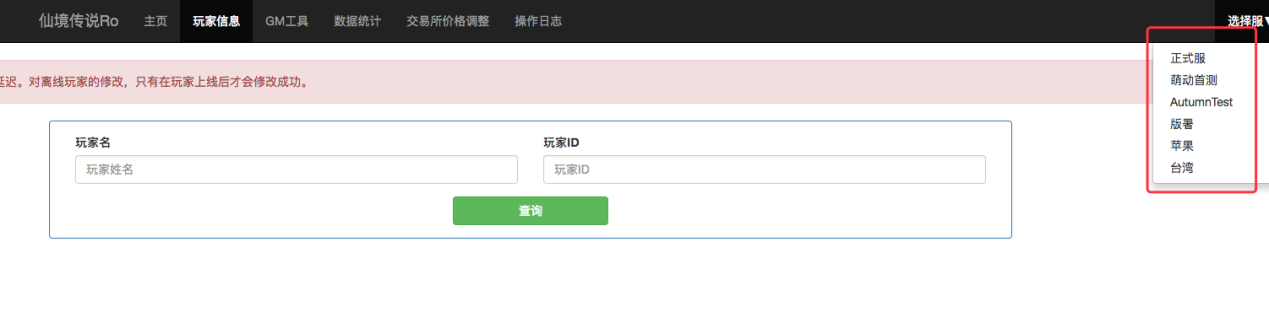 仙境传说Ro 主页 玩家信息 GM工具 数据统计 交易所价格调整 操作日志 选择服▼
正式服
萌动首测
AutumnTest
版署
苹果
台湾
迟。对离线玩家的修改，只有在玩家上线后才会修改成功。
玩家名 玩家ID
玩家姓名 玩家ID
查询